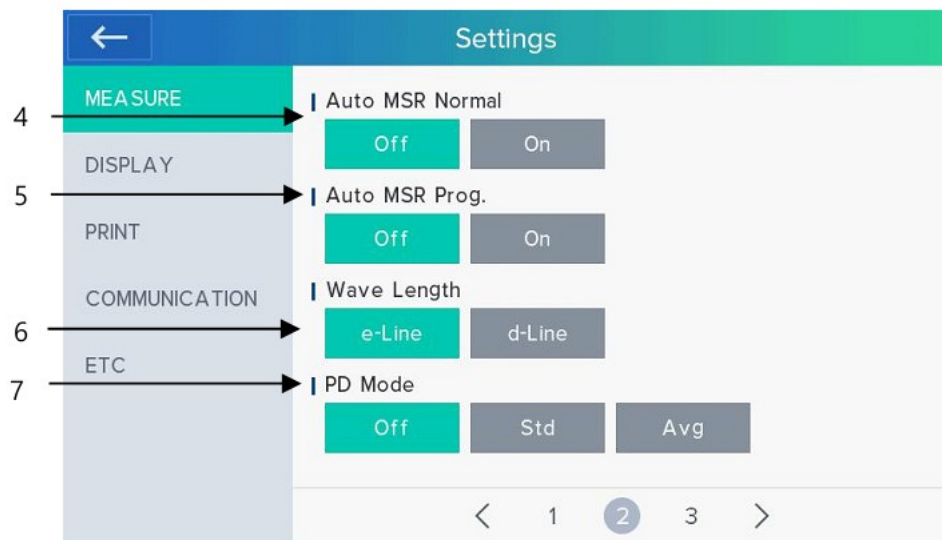 Settings
MEASURE
DISPLAY
PRINT
COMMUNICATION
ETC
4
5
6
7
Auto MSR Normal
Off On
Auto MSR Prog.
Off On
Wave Length
e-Line d-Line
PD Mode
Off Std Avg
1 2 3